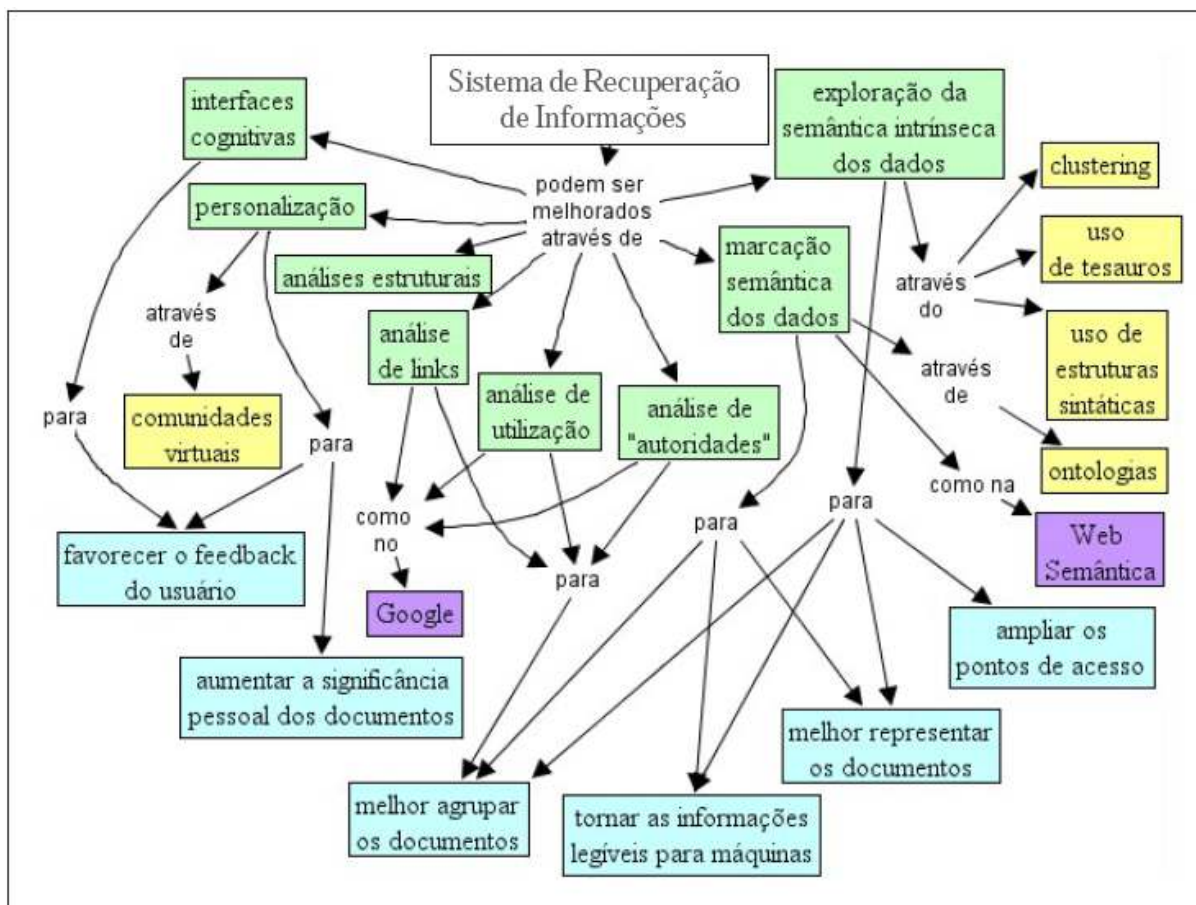 Sistema de Recuperação
de Informações
podem ser
melhorados
através de
interfaces
cognitivas
personalização
análises estruturais
análise
de links
análise de
utilização
análise de
"autoridades"
marcação
semântica
dos dados
exploração da
semântica intrínseca
dos dados
clustering
uso
de tesauros
através
do
uso de
estruturas
sintáticas
através
de
ontologias
como na
Web
Semântica
através
de
comunidades
virtuais
para
para
favorecer o feedback
do usuário
como
no
Google
para
para
para
aumentar a significância
pessoal dos documentos
ampliar os
pontos de acesso
melhor representar
os documentos
melhor agrupar
os documentos
tornar as informações
legíveis para máquinas